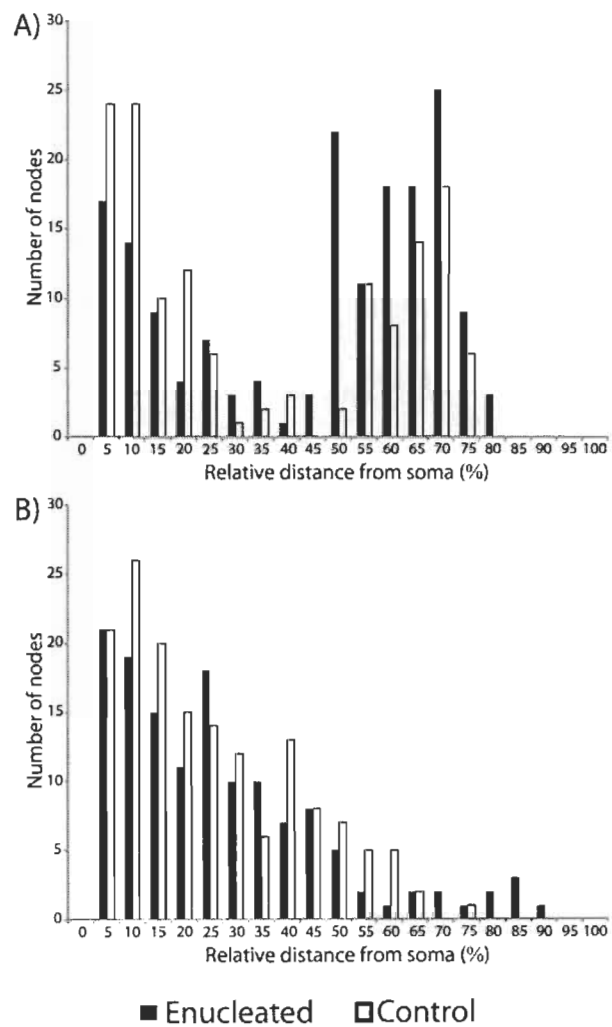 A)
30
25
20
15
10
5
0
Number of nodes
0 5 10 15 20 25 30 35 40 45 50 55 60 65 70 75 80 85 90 95 100
Relative distance from soma (%)
B)
30
25
20
15
10
5
0
Number of nodes
0 5 10 15 20 25 30 35 40 45 50 55 60 65 70 75 80 85 90 95 100
Relative distance from soma (%)
Enucleated Control